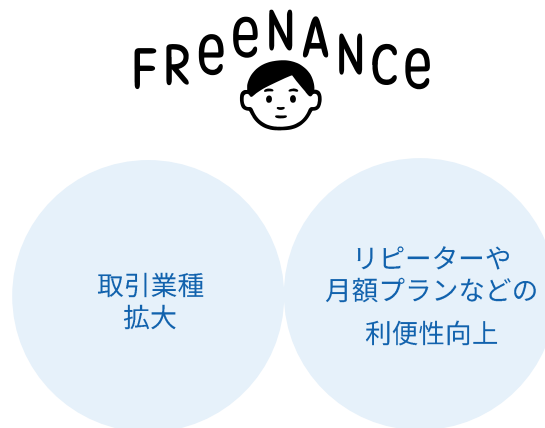 FReeNANCe
取引業種
拡大
リピーターや
月額プランなどの
利便性向上